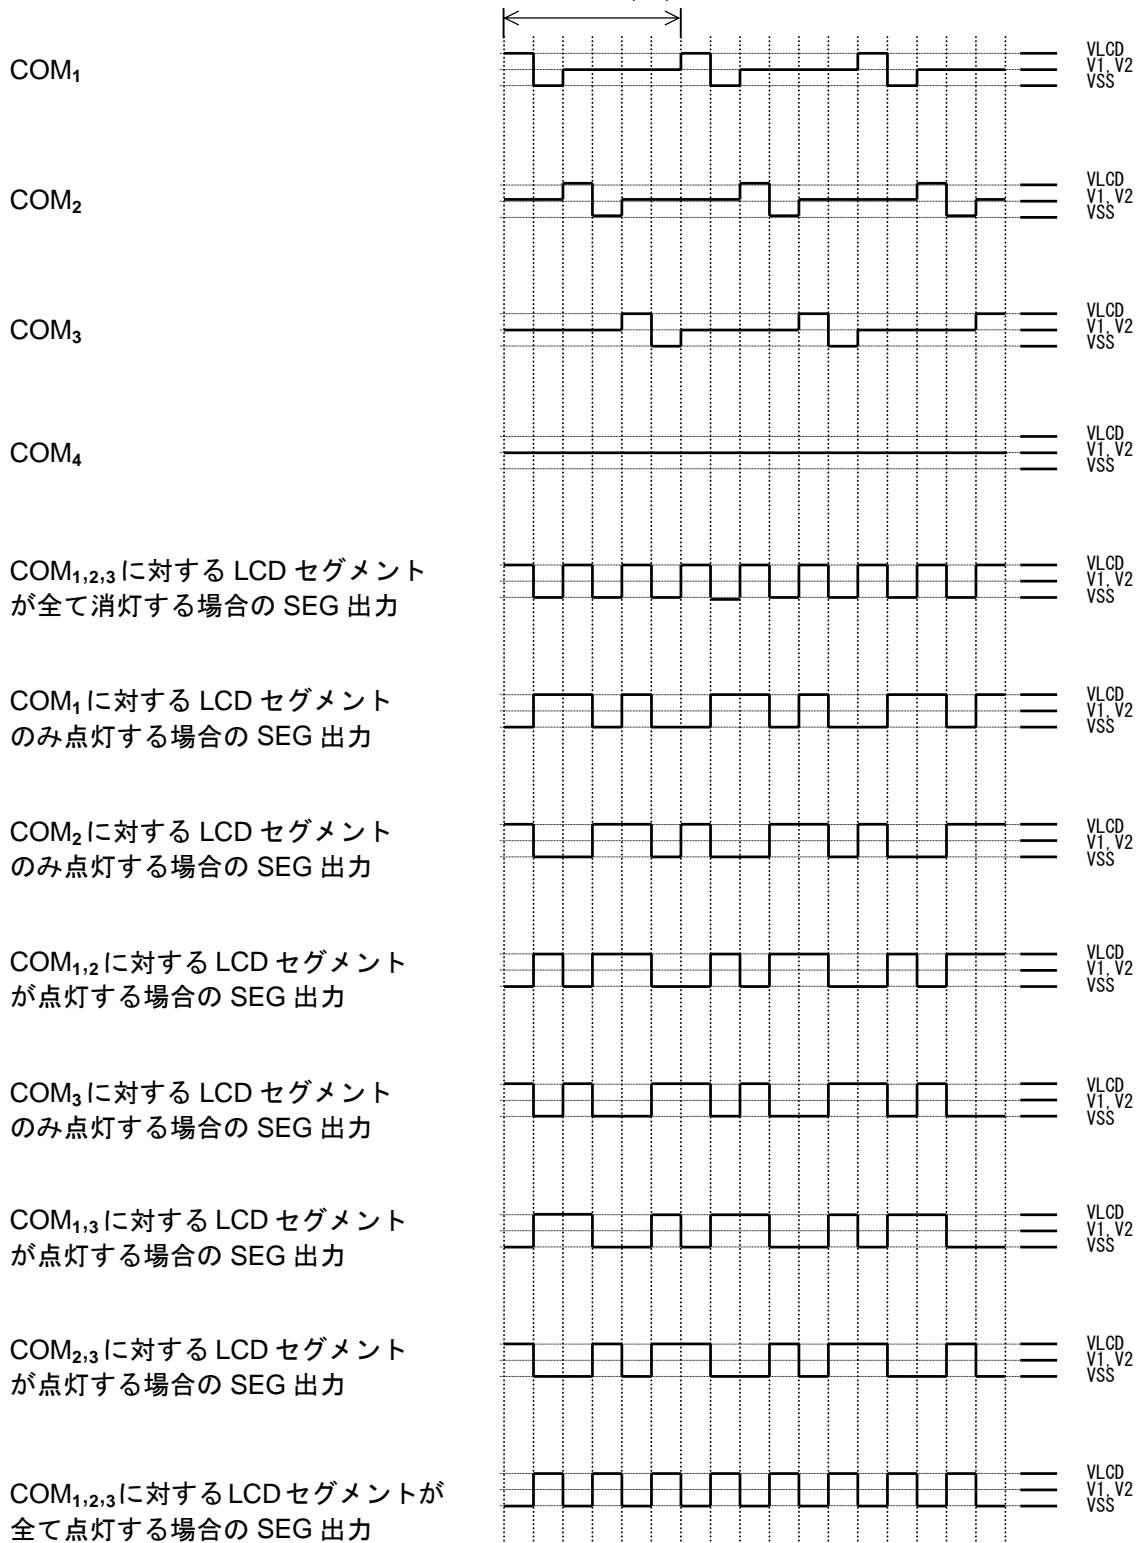 COM₁
VLCD
V1, V2
VSS
COM₂
VLCD
V1, V2
VSS
COM₃
VLCD
V1, V2
VSS
COM₄
VLCD
V1, V2
VSS
COM₁,₂,₃に対する LCD セグメント
が全て消灯する場合の SEG 出力
VLCD
V1, V2
VSS
COM₁に対する LCD セグメント
のみ点灯する場合の SEG 出力
VLCD
V1, V2
VSS
COM₂に対する LCD セグメント
のみ点灯する場合の SEG 出力
VLCD
V1, V2
VSS
COM₁,₂に対する LCD セグメント
が点灯する場合の SEG 出力
VLCD
V1, V2
VSS
COM₃に対する LCD セグメント
のみ点灯する場合の SEG 出力
VLCD
V1, V2
VSS
COM₁,₃に対する LCD セグメント
が点灯する場合の SEG 出力
VLCD
V1, V2
VSS
COM₂,₃に対する LCD セグメント
が点灯する場合の SEG 出力
VLCD
V1, V2
VSS
COM₁,₂,₃に対する LCD セグメントが
全て点灯する場合の SEG 出力
VLCD
V1, V2
VSS